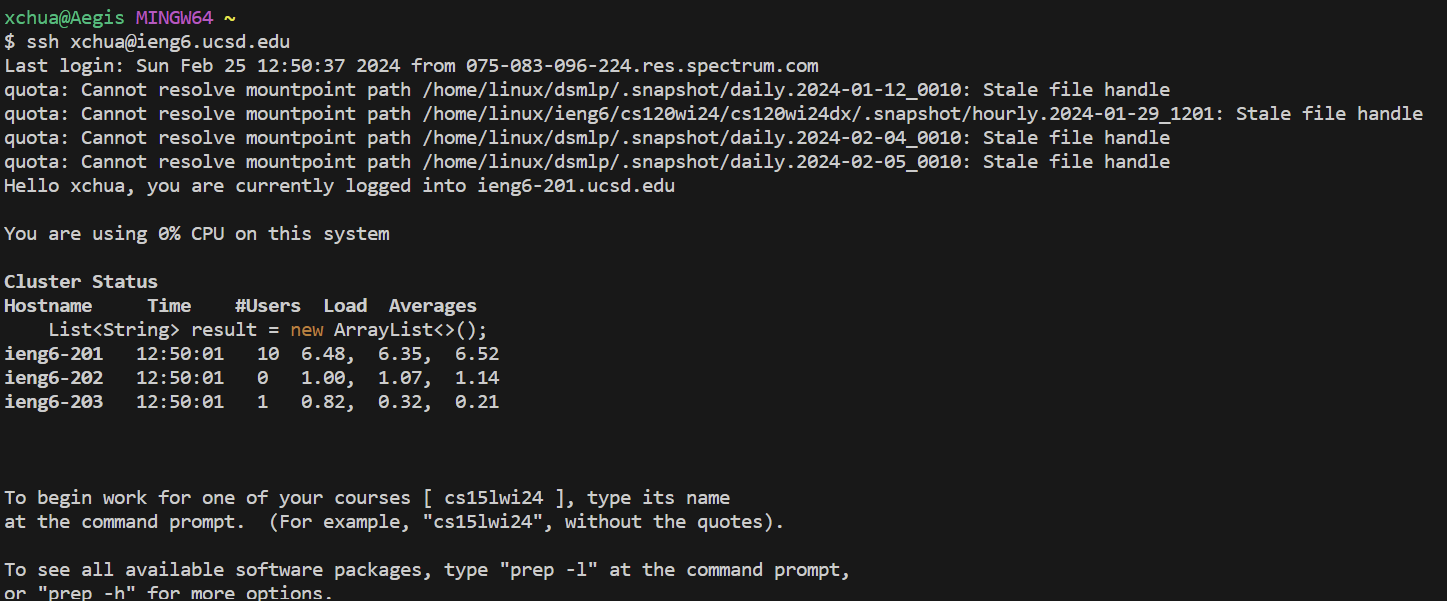 xchua@Aegis MINGW64 ~
$ ssh xchua@ieng6.ucsd.edu
Last login: Sun Feb 25 12:50:37 2024 from 075-083-096-224.res.spectrum.com
quota: Cannot resolve mountpoint path /home/linux/dsmlp/.snapshot/daily.2024-01-12_0010: Stale file handle
quota: Cannot resolve mountpoint path /home/linux/ieng6/cs120wi24/cs120wi24dx/.snapshot/hourly.2024-01-29_1201: Stale file handle
quota: Cannot resolve mountpoint path /home/linux/dsmlp/.snapshot/daily.2024-02-04_0010: Stale file handle
quota: Cannot resolve mountpoint path /home/linux/dsmlp/.snapshot/daily.2024-02-05_0010: Stale file handle
Hello xchua, you are currently logged into ieng6-201.ucsd.edu
You are using 0% CPU on this system
Cluster Status
Hostname     Time    #Users  Load  Averages
    List<String> result = new ArrayList<>();
ieng6-201   12:50:01   10  6.48,  6.35,  6.52
ieng6-202   12:50:01   0   1.00,  1.07,  1.14
ieng6-203   12:50:01   1   0.82,  0.32,  0.21
To begin work for one of your courses [ cs15lwi24 ], type its name
at the command prompt.  (For example, "cs15lwi24", without the quotes).
To see all available software packages, type "prep -l" at the command prompt,
or "prep -h" for more options.